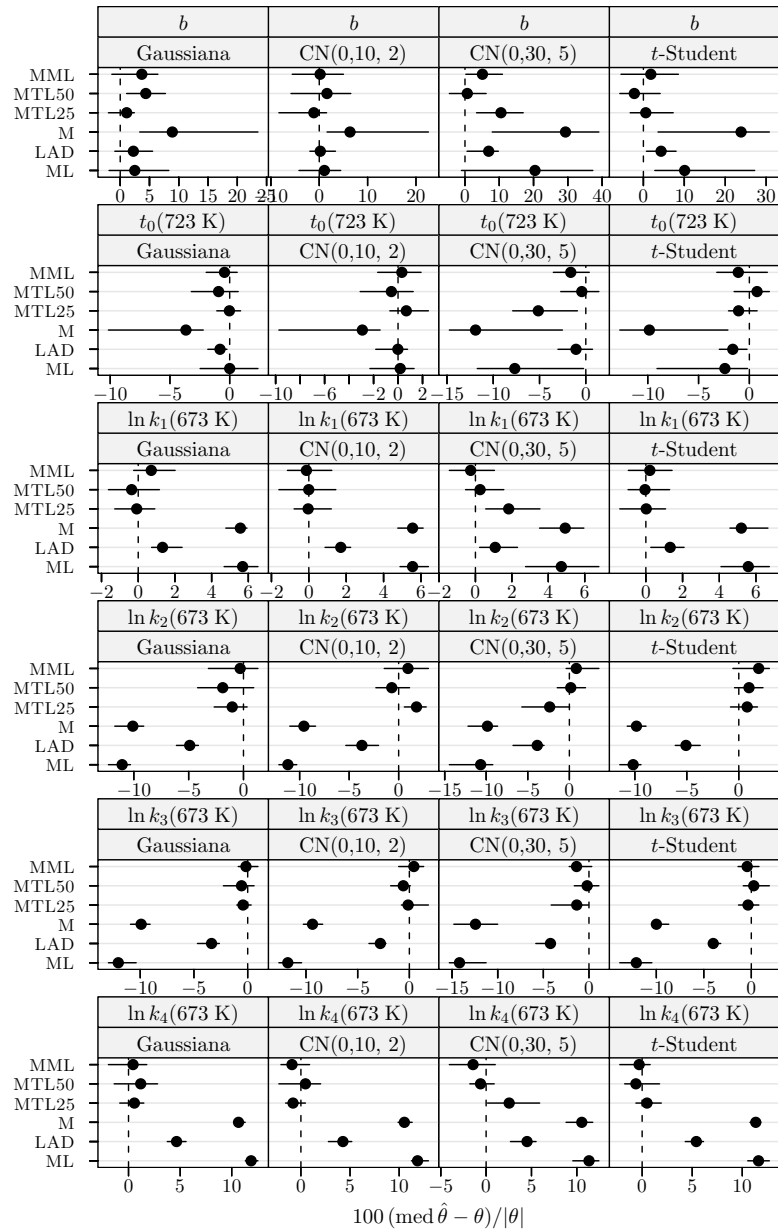 b b b b
Gaussiana CN(0,10, 2) CN(0,30, 5) t-Student
MML
MTL50
MTL25
M
LAD
ML
0 5 10 15 20 25 0 10 20 0 10 20 30 40 0 10 20 30
t₀(723 K) t₀(723 K) t₀(723 K) t₀(723 K)
Gaussiana CN(0,10, 2) CN(0,30, 5) t-Student
MML
MTL50
MTL25
M
LAD
ML
−10 −5 0 −10 −6 −2 0 2 −15 −10 −5 0 −10 −5 0
ln k₁(673 K) ln k₁(673 K) ln k₁(673 K) ln k₁(673 K)
Gaussiana CN(0,10, 2) CN(0,30, 5) t-Student
MML
MTL50
MTL25
M
LAD
ML
−2 0 2 4 6 −2 0 2 4 6 −2 0 2 4 6 0 2 4 6
ln k₂(673 K) ln k₂(673 K) ln k₂(673 K) ln k₂(673 K)
Gaussiana CN(0,10, 2) CN(0,30, 5) t-Student
MML
MTL50
MTL25
M
LAD
ML
−10 −5 0 −10 −5 0 −15 −10 −5 0 −10 −5 0
ln k₃(673 K) ln k₃(673 K) ln k₃(673 K) ln k₃(673 K)
Gaussiana CN(0,10, 2) CN(0,30, 5) t-Student
MML
MTL50
MTL25
M
LAD
ML
−10 −5 0 −10 −5 0 −15 −10 −5 0 −10 −5 0
ln k₄(673 K) ln k₄(673 K) ln k₄(673 K) ln k₄(673 K)
Gaussiana CN(0,10, 2) CN(0,30, 5) t-Student
MML
MTL50
MTL25
M
LAD
ML
0 5 10 0 5 10 −5 0 5 10 0 5 10
100 (med θ̂ − θ)/|θ|